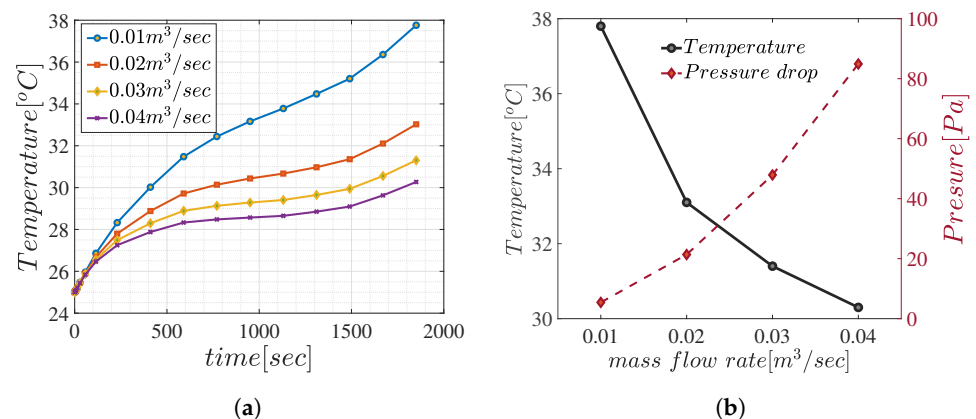 38
36
34
32
30
28
26
24
Temperature[°C]
0.01m³/sec
0.02m³/sec
0.03m³/sec
0.04m³/sec
0 500 1000 1500 2000
time[sec]
(a)
38
36
34
32
30
Temperature[°C]
Temperature
Pressure drop
100
80
60
40
20
0
Pressure[Pa]
0.01 0.02 0.03 0.04
mass flow rate[m³/sec]
(b)